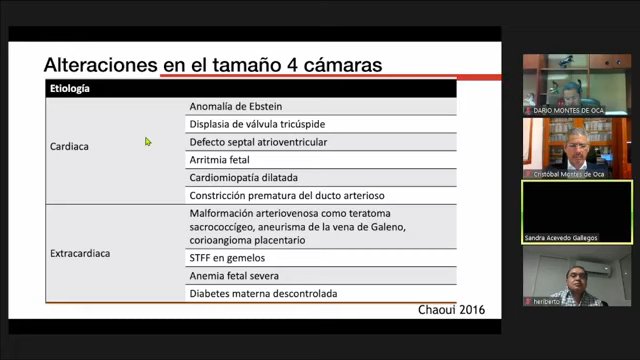 Alteraciones en el tamaño 4 cámaras
Etiología
Cardiaca
Anomalía de Ebstein
Displasia de válvula tricúspide
Defecto septal atrioventricular
Arritmia fetal
Cardiomiopatía dilatada
Constricción prematura del ducto arterioso
Extracardiaca
Malformación arteriovenosa como teratoma
sacrococcígeo, aneurisma de la vena de Galeno,
corioangioma placentario
STFF en gemelos
Anemia fetal severa
Diabetes materna descontrolada
Chaoui 2016
DARIO MONTES DE OCA
Cristóbal Montes de Oca
Sandra Acevedo Gallegos
heriberto